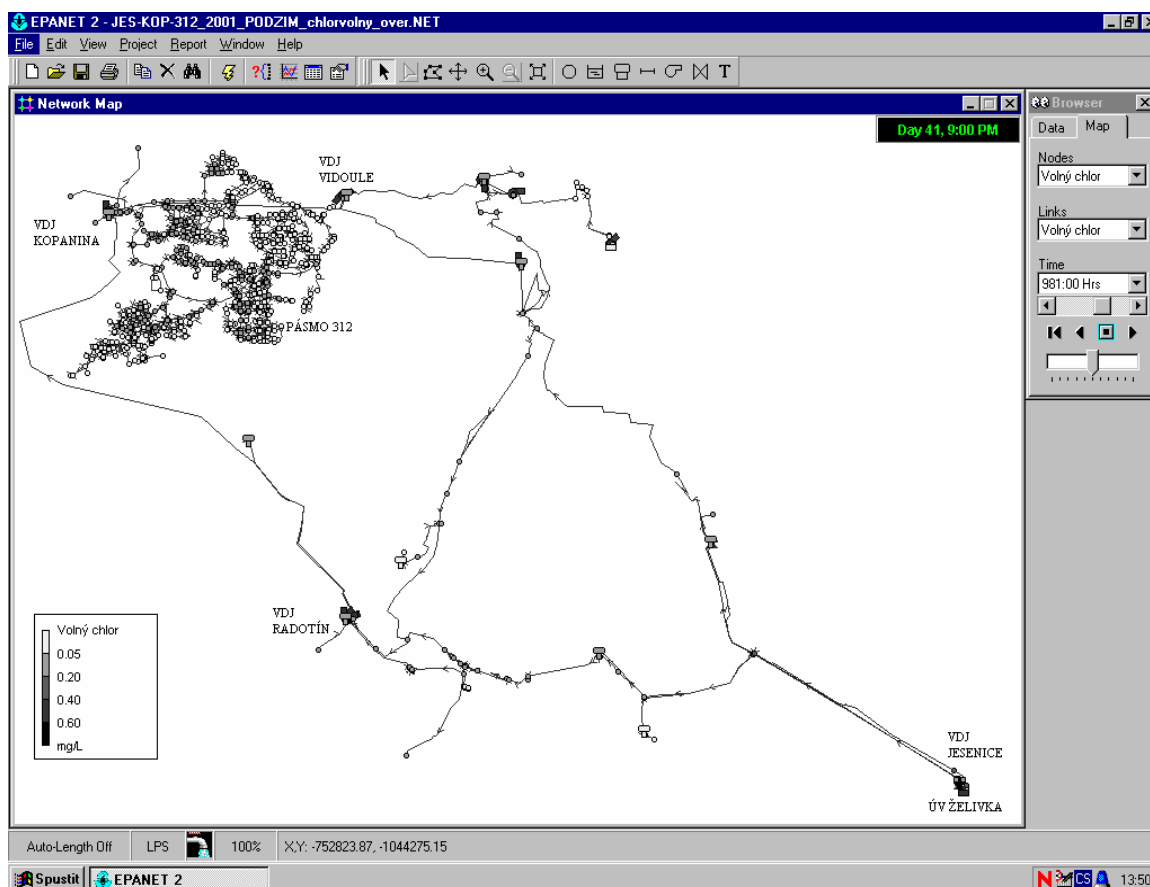 EPANET 2 - JES-KOP-312_2001_PODZIM_chlorvolny_over.NET
File Edit View Project Report Window Help
T
Network Map
Day 41, 9:00 PM
VDJ
VIDOULE
VDJ
KOPANINA
PÁSMO 312
VDJ
RADOTÍN
VDJ
JESENICE
ÚV ŽELIVKA
Volný chlor
0.05
0.20
0.40
0.60
mg/L
Browser
Data Map
Nodes
Volný chlor
Links
Volný chlor
Time
981:00 Hrs
Auto-Length Off LPS 100% X,Y: -752823.87, -1044275.15
Spustit EPANET 2 N CS 13:50